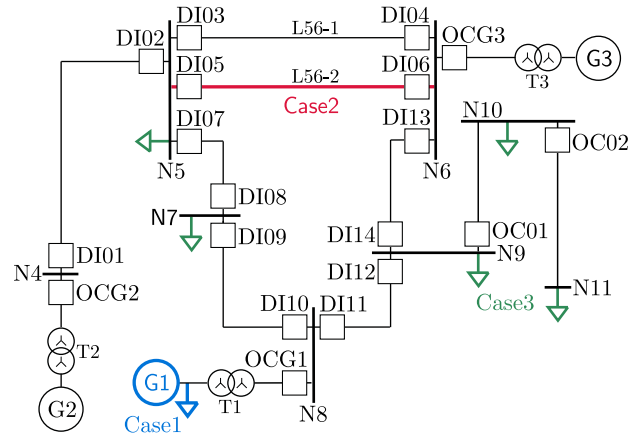 DI03
DI04
DI02
L56-1
OCG3
G3
T3
DI05
L56-2
DI06
Case2
N10
DI07
DI13
OC02
N5
N6
DI08
N7
DI09
DI14
OC01
N9
DI01
N4
DI12
OCG2
Case3
N11
DI10
DI11
T2
OCG1
G1
T1
N8
G2
Case1